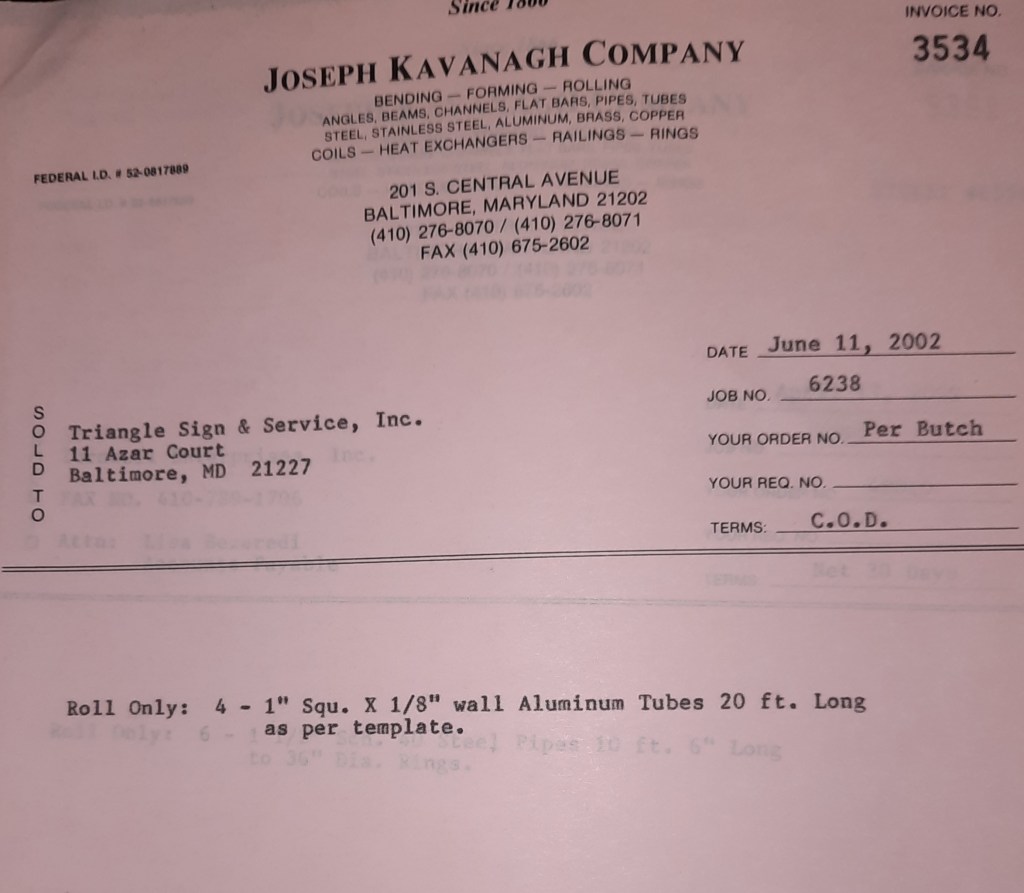 Since 1866
INVOICE NO.
3534
JOSEPH KAVANAGH COMPANY
BENDING — FORMING — ROLLING
ANGLES, BEAMS, CHANNELS, FLAT BARS, PIPES, TUBES
STEEL, STAINLESS STEEL, ALUMINUM, BRASS, COPPER
COILS — HEAT EXCHANGERS — RAILINGS — RINGS
FEDERAL I.D. # 52-0817889
201 S. CENTRAL AVENUE
BALTIMORE, MARYLAND 21202
(410) 276-8070 / (410) 276-8071
FAX (410) 675-2602
DATE June 11, 2002
JOB NO. 6238
YOUR ORDER NO. Per Butch
YOUR REQ. NO.
TERMS: C.O.D.
SOLD TO
Triangle Sign & Service, Inc.
11 Azar Court
Baltimore, MD 21227
Roll Only: 4 - 1" Squ. X 1/8" wall Aluminum Tubes 20 ft. Long
as per template.